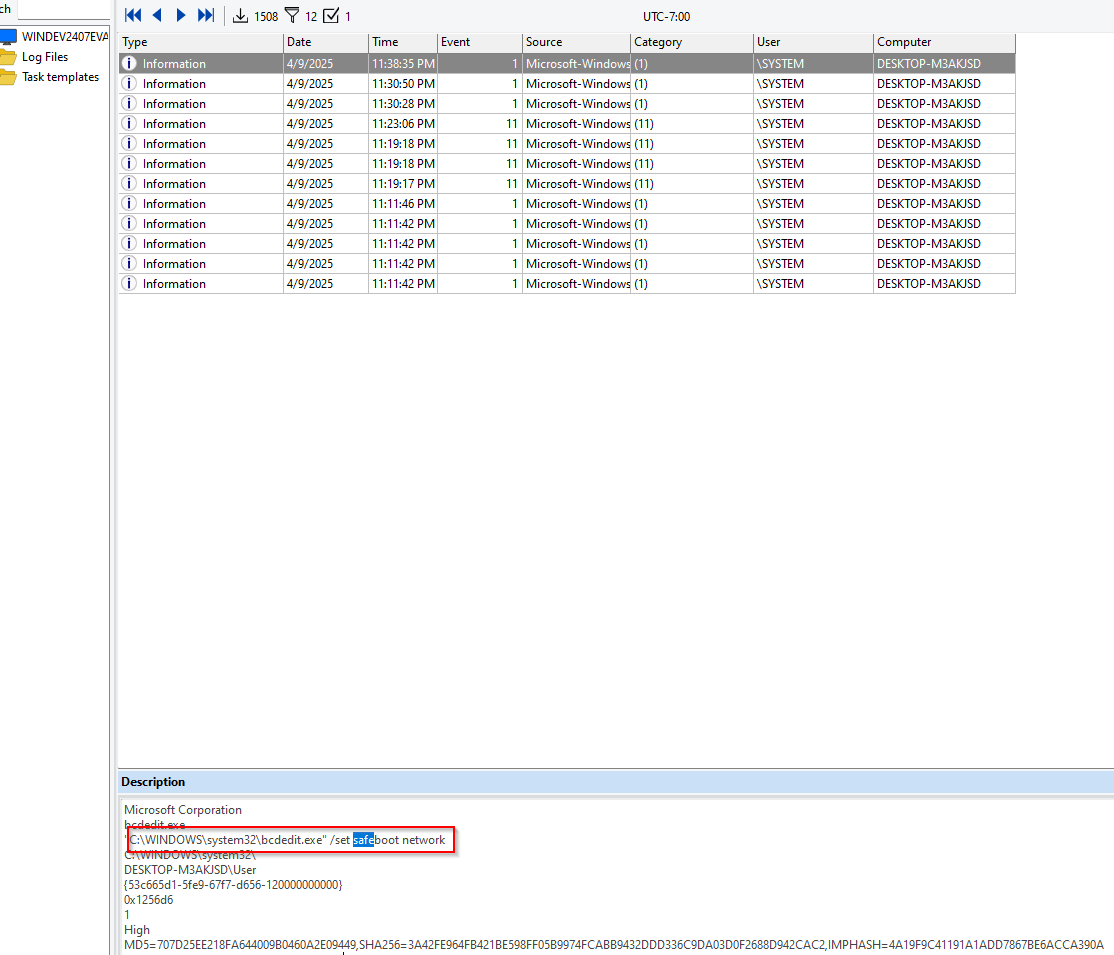 ch
1508 12 1 UTC-7:00
WINDEV2407EVA
Log Files
Task templates
Type Date Time Event Source Category User Computer
Information 4/9/2025 11:38:35 PM 1 Microsoft-Windows (1) \SYSTEM DESKTOP-M3AKJSD
Information 4/9/2025 11:30:50 PM 1 Microsoft-Windows (1) \SYSTEM DESKTOP-M3AKJSD
Information 4/9/2025 11:30:28 PM 1 Microsoft-Windows (1) \SYSTEM DESKTOP-M3AKJSD
Information 4/9/2025 11:23:06 PM 11 Microsoft-Windows (11) \SYSTEM DESKTOP-M3AKJSD
Information 4/9/2025 11:19:18 PM 11 Microsoft-Windows (11) \SYSTEM DESKTOP-M3AKJSD
Information 4/9/2025 11:19:18 PM 11 Microsoft-Windows (11) \SYSTEM DESKTOP-M3AKJSD
Information 4/9/2025 11:19:17 PM 11 Microsoft-Windows (11) \SYSTEM DESKTOP-M3AKJSD
Information 4/9/2025 11:11:46 PM 1 Microsoft-Windows (1) \SYSTEM DESKTOP-M3AKJSD
Information 4/9/2025 11:11:42 PM 1 Microsoft-Windows (1) \SYSTEM DESKTOP-M3AKJSD
Information 4/9/2025 11:11:42 PM 1 Microsoft-Windows (1) \SYSTEM DESKTOP-M3AKJSD
Information 4/9/2025 11:11:42 PM 1 Microsoft-Windows (1) \SYSTEM DESKTOP-M3AKJSD
Information 4/9/2025 11:11:42 PM 1 Microsoft-Windows (1) \SYSTEM DESKTOP-M3AKJSD
Description
Microsoft Corporation
bcdedit.exe
"C:\WINDOWS\system32\bcdedit.exe" /set safeboot network
C:\WINDOWS\system32\
DESKTOP-M3AKJSD\User
{53c665d1-5fe9-67f7-d656-120000000000}
0x1256d6
1
High
MD5=707D25EE218FA644009B0460A2E09449,SHA256=3A42FE964FB421BE598FF05B9974FCABB9432DDD336C9DA03D0F2688D942CAC2,IMPHASH=4A19F9C41191A1ADD7867BE6ACCA390A